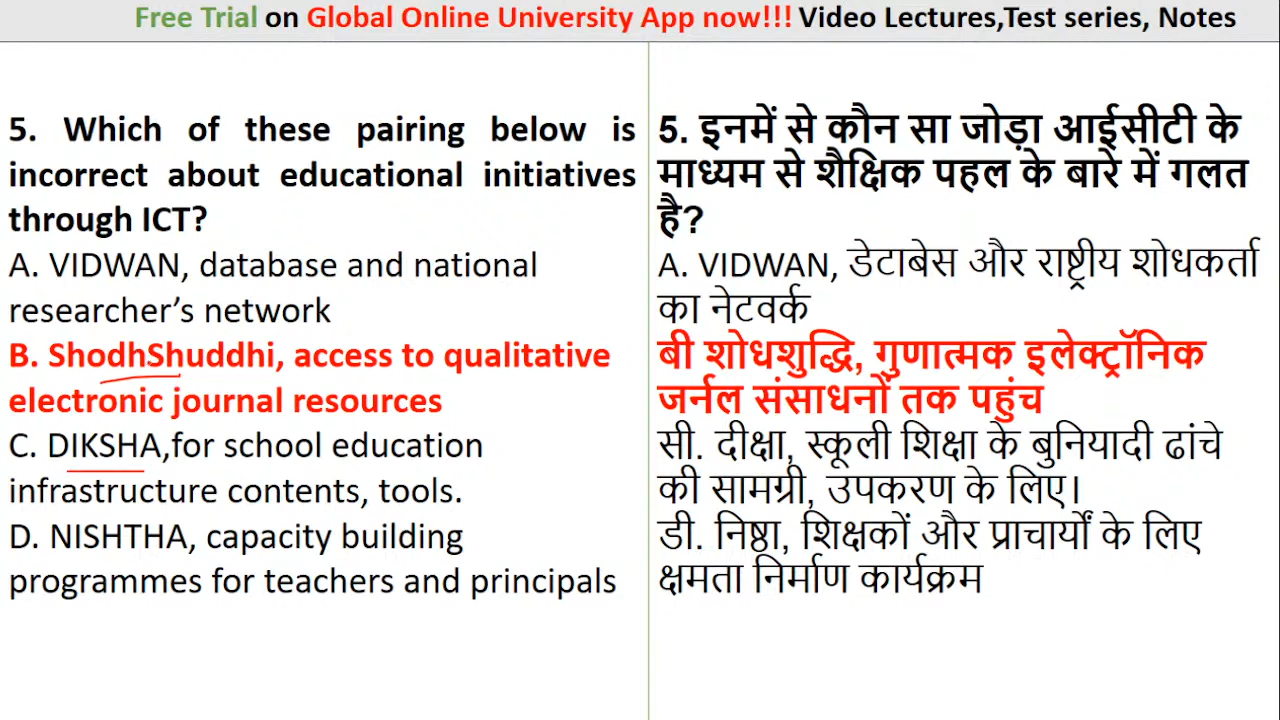 Free Trial on Global Online University App now!!! Video Lectures,Test series, Notes
5. Which of these pairing below is
incorrect about educational initiatives
through ICT?
A. VIDWAN, database and national
researcher’s network
B. ShodhShuddhi, access to qualitative
electronic journal resources
C. DIKSHA,for school education
infrastructure contents, tools.
D. NISHTHA, capacity building
programmes for teachers and principals
5. इनमें से कौन सा जोड़ा आईसीटी के
माध्यम से शैक्षिक पहल के बारे में गलत
है?
A. VIDWAN, डेटाबेस और राष्ट्रीय शोधकर्ता
का नेटवर्क
बी शोधशुद्धि, गुणात्मक इलेक्ट्रॉनिक
जर्नल संसाधनों तक पहुंच
सी. दीक्षा, स्कूली शिक्षा के बुनियादी ढांचे
की सामग्री, उपकरण के लिए।
डी. निष्ठा, शिक्षकों और प्राचार्यों के लिए
क्षमता निर्माण कार्यक्रम